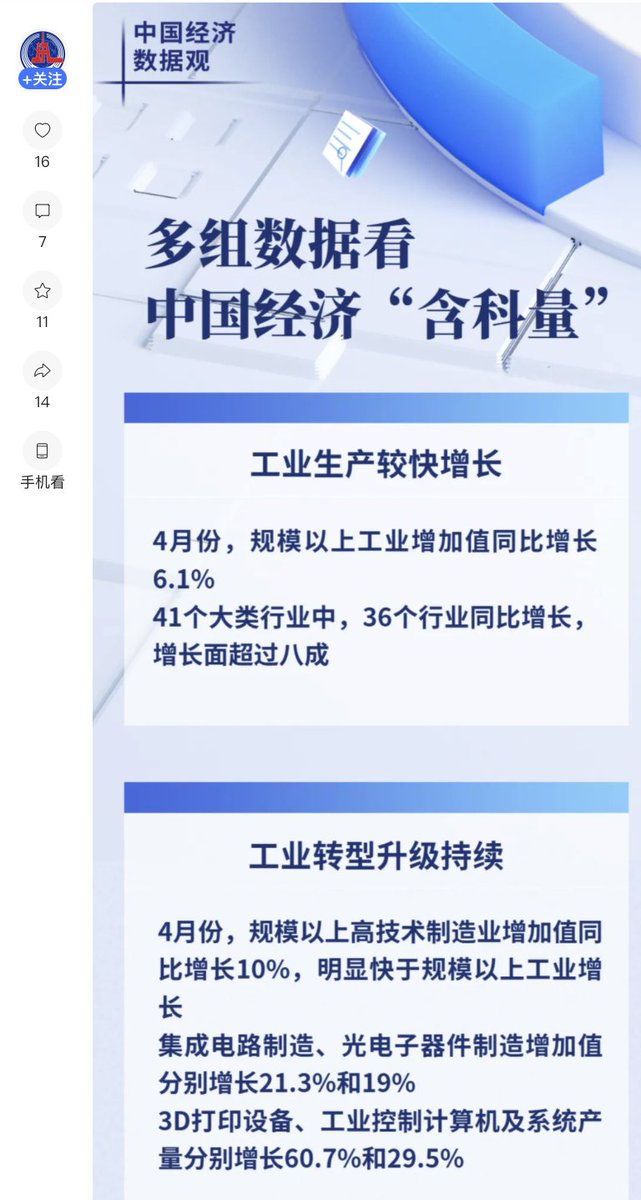 中国经济
数据观
+关注
16
7
11
14
手机看
多组数据看
中国经济“含科量”
工业生产较快增长
4月份，规模以上工业增加值同比增长
6.1%
41个大类行业中，36个行业同比增长，
增长面超过八成
工业转型升级持续
4月份，规模以上高技术制造业增加值同
比增长10%，明显快于规模以上工业增
长
集成电路制造、光电子器件制造增加值
分别增长21.3%和19%
3D打印设备、工业控制计算机及系统产
量分别增长60.7%和29.5%